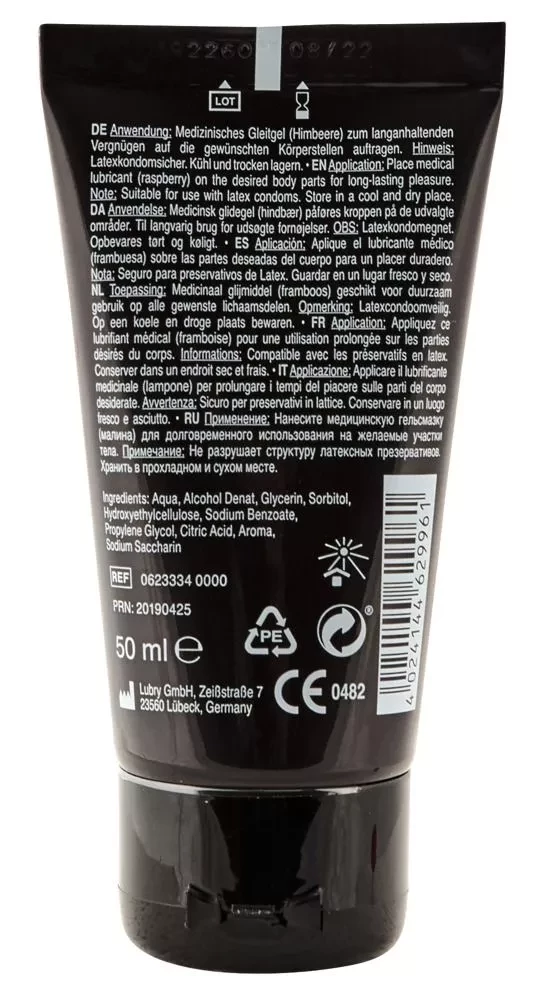 2260 08/22
LOT
DE Anwendung: Medizinisches Gleitgel (Himbeere) zum langanhaltenden
Vergnügen auf die gewünschten Körperstellen auftragen. Hinweis:
Latexkondomsicher. Kühl und trocken lagern. • EN Application: Place medical
lubricant (raspberry) on the desired body parts for long-lasting pleasure.
Note: Suitable for use with latex condoms. Store in a cool and dry place.
DA Anvendelse: Medicinsk glidegel (hindbær) påføres kroppen på de udvalgte
områder. Til langvarig brug for udsøgte fornøjelser. OBS: Latexkondomegnet.
Opbevares tørt og køligt. • ES Aplicación: Aplique el lubricante médico
(frambuesa) sobre las partes deseadas del cuerpo para un placer duradero.
Nota: Seguro para preservativos de Latex. Guardar en un lugar fresco y seco.
NL Toepassing: Medicinaal glijmiddel (framboos) geschikt voor duurzaam
gebruik op alle gewenste lichaamsdelen. Opmerking: Latexcondoomveilig.
Op een koele en droge plaats bewaren. • FR Application: Appliquez ce
lubrifiant médical (framboise) pour une utilisation prolongée sur les parties
désirés du corps. Informations: Compatible avec les préservatifs en latex.
Conserver dans un endroit sec et frais. • IT Applicazione: Applicare il lubrificante
medicinale (lampone) per prolungare i tempi del piacere sulle parti del corpo
desiderate. Avvertenza: Sicuro per preservativi in lattice. Conservare in un luogo
fresco e asciutto. • RU Применение: Нанесите медицинскую гельсмазку
(малина) для долговременного использования на желаемые участки
тела. Примечание: Не разрушает структуру латексных презервативов.
Хранить в прохладном и сухом месте.
Ingredients: Aqua, Alcohol Denat, Glycerin, Sorbitol,
Hydroxyethylcellulose, Sodium Benzoate,
Propylene Glycol, Citric Acid, Aroma,
Sodium Saccharin
REF 0623334 0000
PRN: 20190425
50 ml e
PE
®
Lubry GmbH, Zeißstraße 7
23560 Lübeck, Germany
CE 0482
4 024144 629961